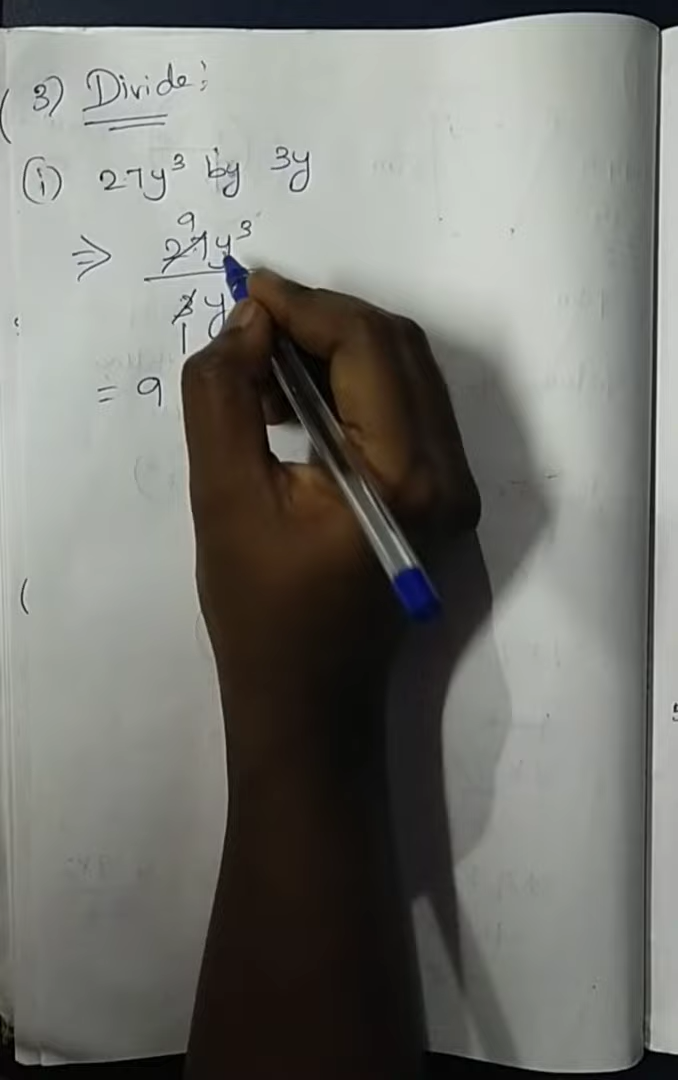 (3) Divide:
(i) 27y³ by 3y
⇒ 27y³
9
3y
1
= 9